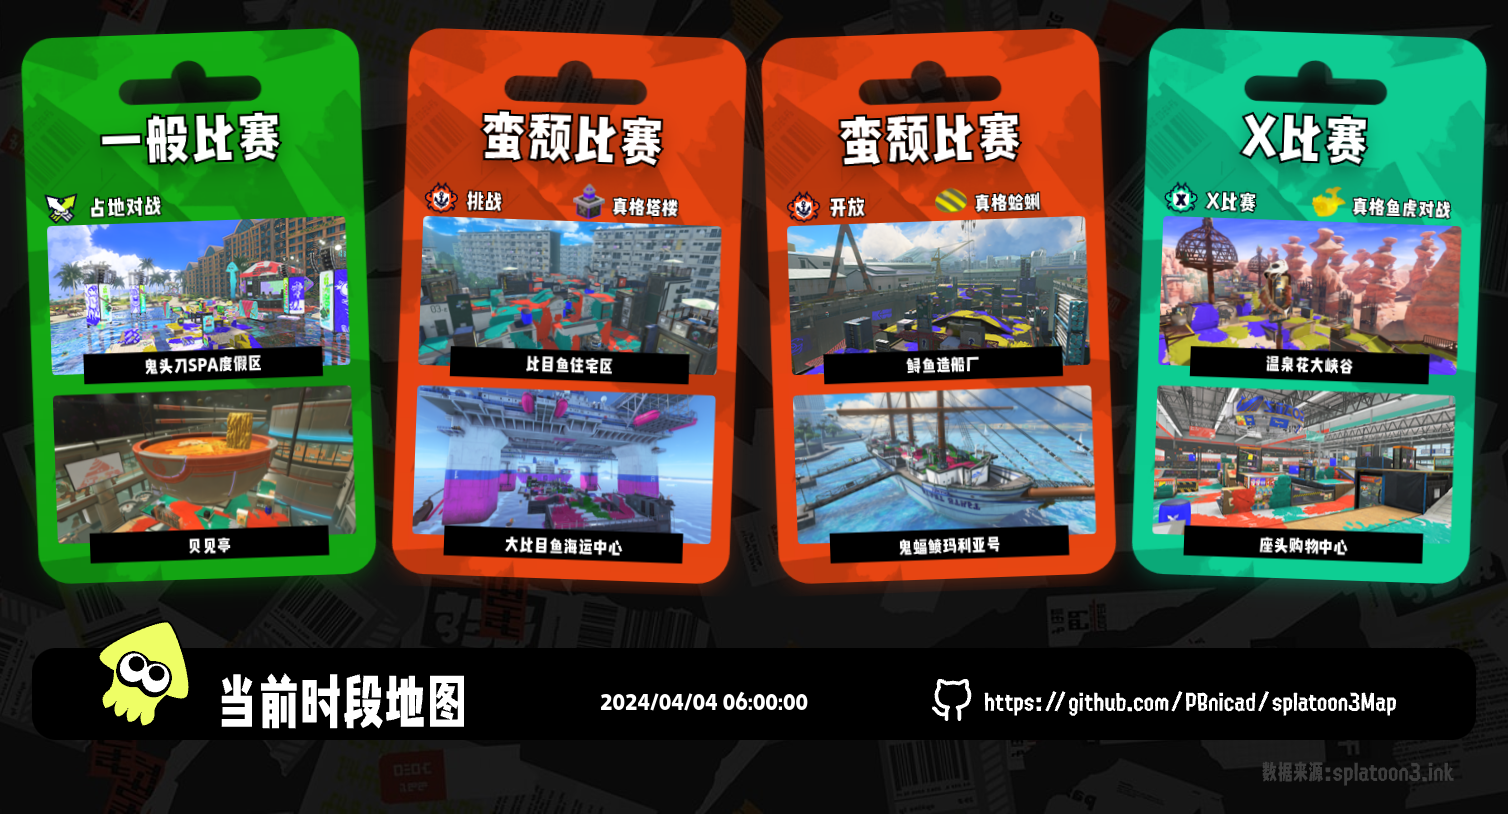 一般比赛
占地对战
鬼头刀SPA度假区
贝贝亭
蛮颓比赛
挑战
真格塔楼
比目鱼住宅区
大比目鱼海运中心
蛮颓比赛
开放
真格蛤蜊
鲟鱼造船厂
鬼蝠鲼玛利亚号
X比赛
X比赛
真格鱼虎对战
温泉花大峡谷
座头购物中心
当前时段地图
2024/04/04 06:00:00
https://github.com/PBnicad/splatoon3Map
数据来源:splatoon3.ink